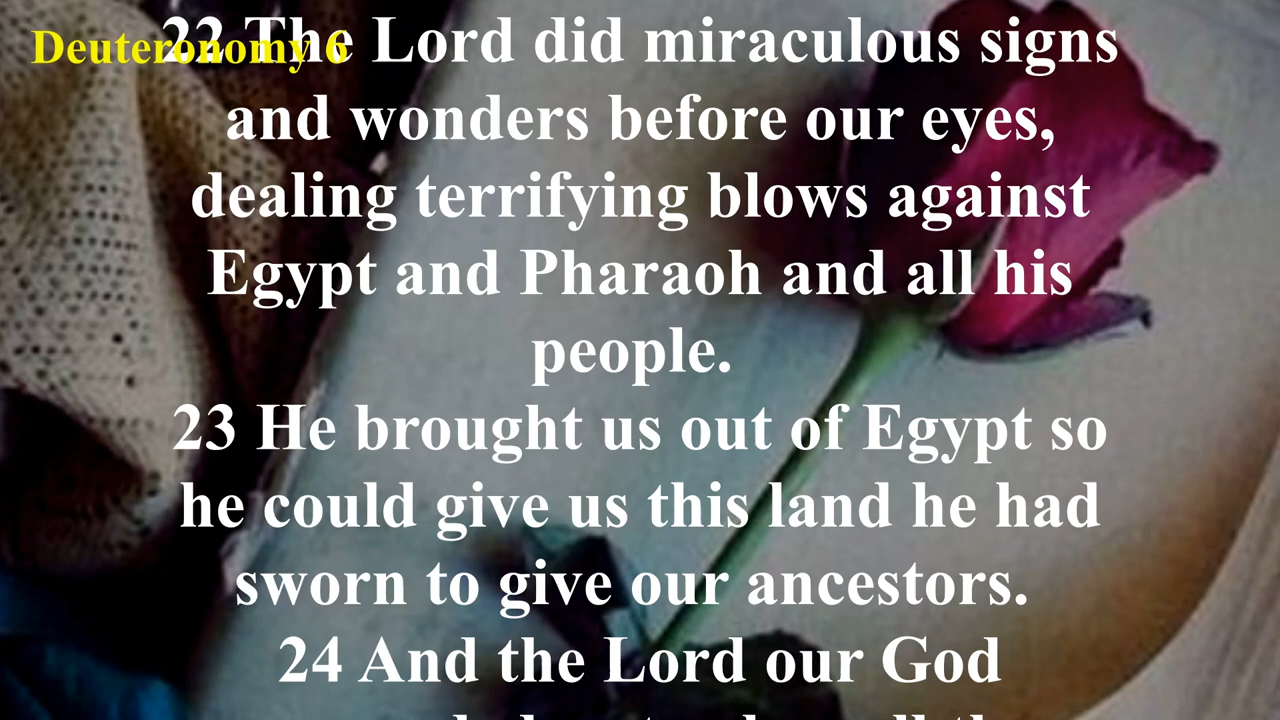 Deuteronomy 6
22 The Lord did miraculous signs
and wonders before our eyes,
dealing terrifying blows against
Egypt and Pharaoh and all his
people.
23 He brought us out of Egypt so
he could give us this land he had
sworn to give our ancestors.
24 And the Lord our God